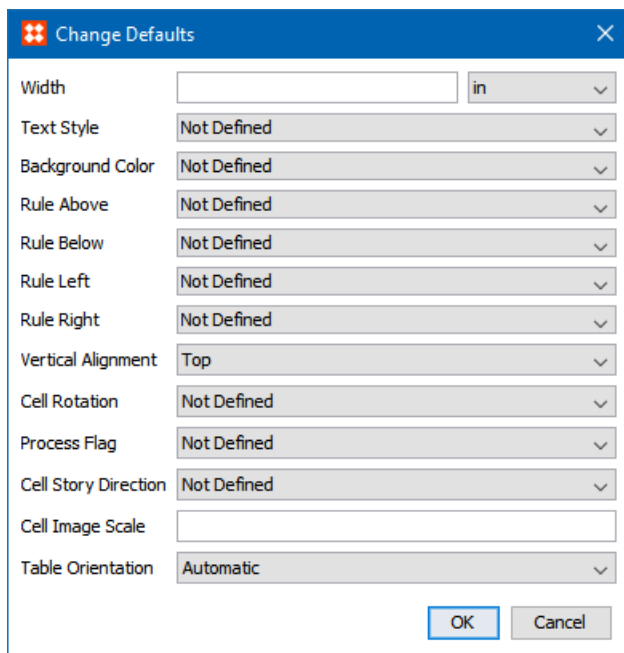 Change Defaults
Width in
Text Style Not Defined
Background Color Not Defined
Rule Above Not Defined
Rule Below Not Defined
Rule Left Not Defined
Rule Right Not Defined
Vertical Alignment Top
Cell Rotation Not Defined
Process Flag Not Defined
Cell Story Direction Not Defined
Cell Image Scale
Table Orientation Automatic
OK Cancel